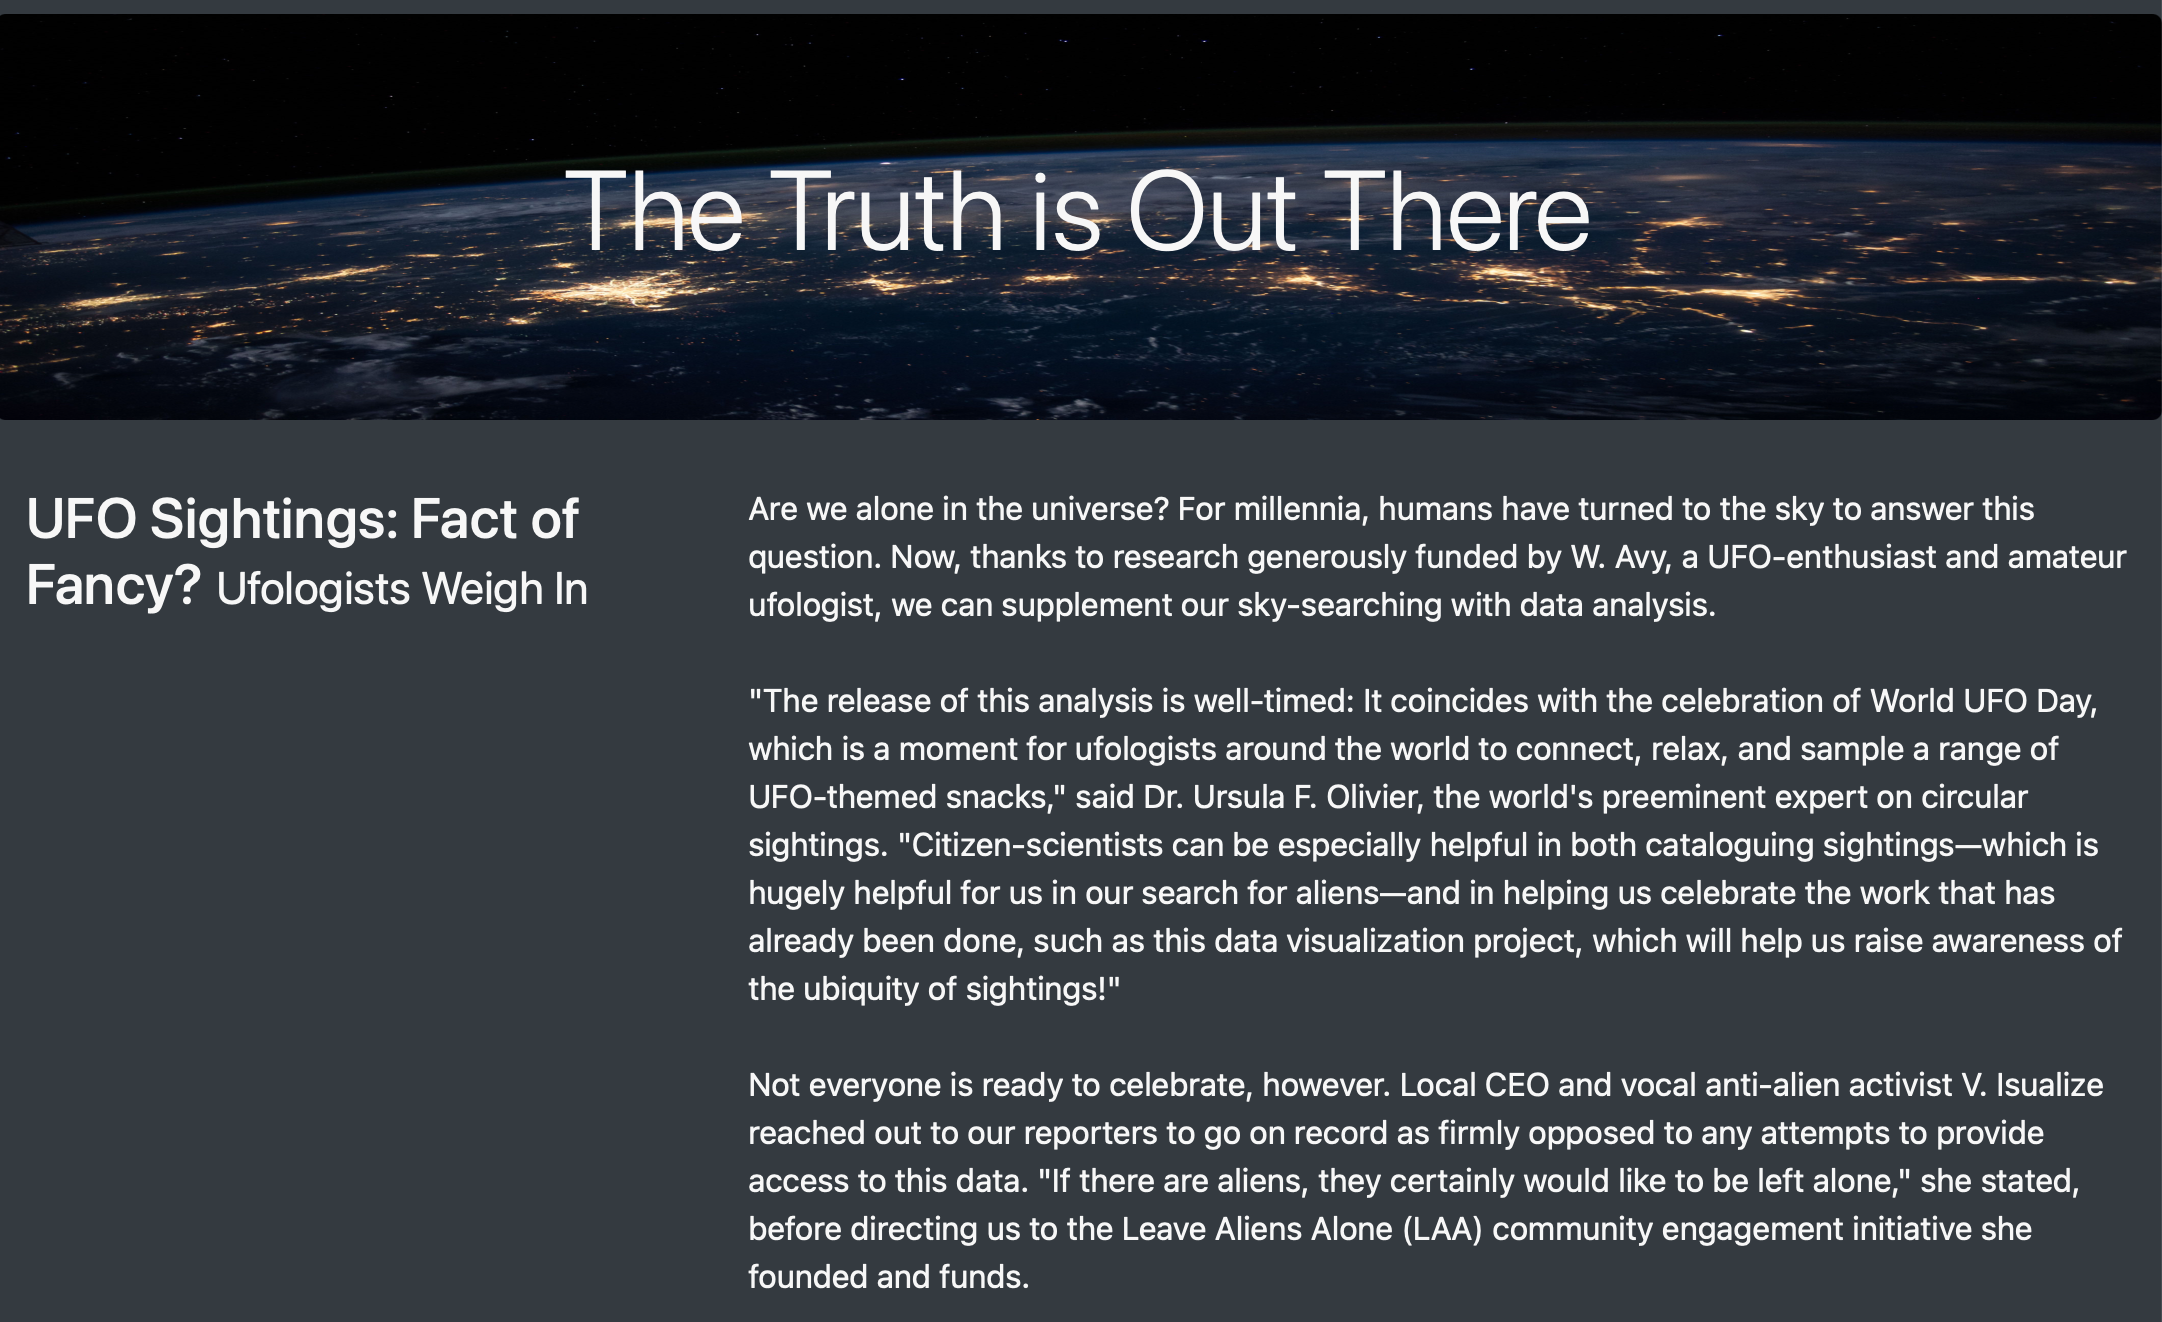 The Truth is Out There
UFO Sightings: Fact of
Fancy? Ufologists Weigh In
Are we alone in the universe? For millennia, humans have turned to the sky to answer this
question. Now, thanks to research generously funded by W. Avy, a UFO-enthusiast and amateur
ufologist, we can supplement our sky-searching with data analysis.
"The release of this analysis is well-timed: It coincides with the celebration of World UFO Day,
which is a moment for ufologists around the world to connect, relax, and sample a range of
UFO-themed snacks," said Dr. Ursula F. Olivier, the world's preeminent expert on circular
sightings. "Citizen-scientists can be especially helpful in both cataloguing sightings—which is
hugely helpful for us in our search for aliens—and in helping us celebrate the work that has
already been done, such as this data visualization project, which will help us raise awareness of
the ubiquity of sightings!"
Not everyone is ready to celebrate, however. Local CEO and vocal anti-alien activist V. Isualize
reached out to our reporters to go on record as firmly opposed to any attempts to provide
access to this data. "If there are aliens, they certainly would like to be left alone," she stated,
before directing us to the Leave Aliens Alone (LAA) community engagement initiative she
founded and funds.